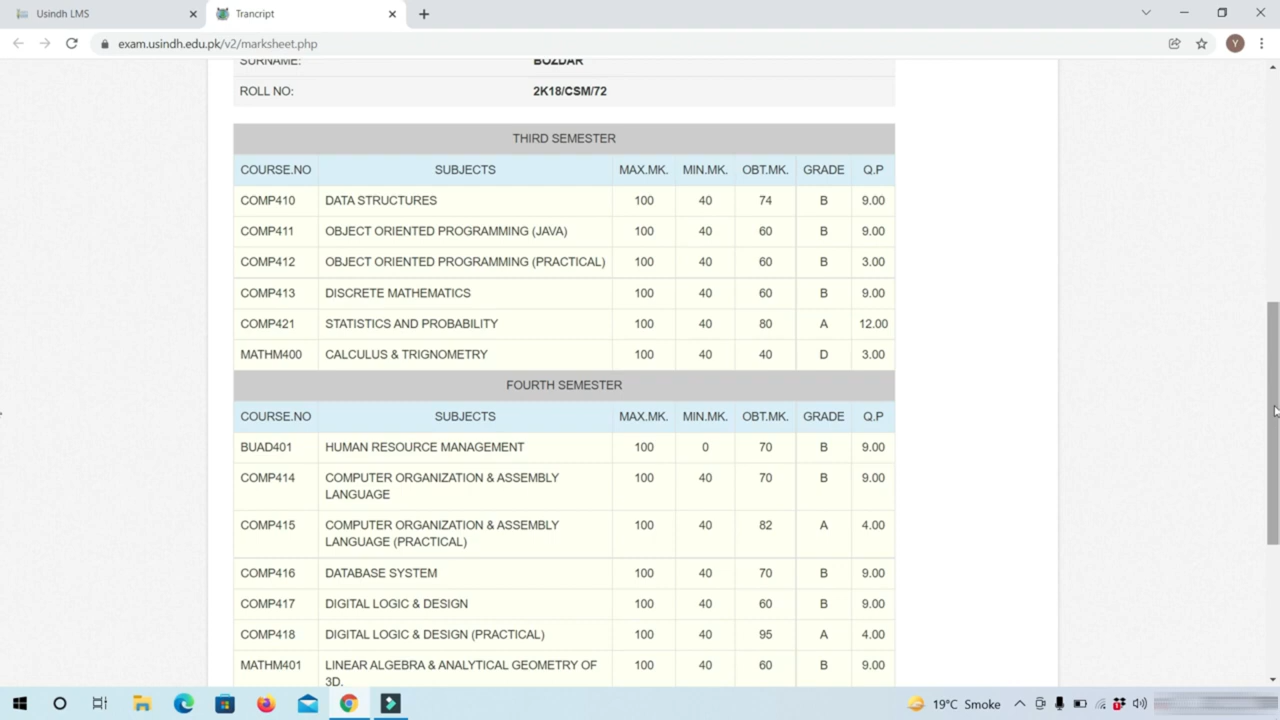 Usindh LMS
Trancript
exam.usindh.edu.pk/v2/marksheet.php
Y
SURNAME: BOZDAR
ROLL NO: 2K18/CSM/72
THIRD SEMESTER
COURSE.NO SUBJECTS MAX.MK. MIN.MK. OBT.MK. GRADE Q.P
COMP410 DATA STRUCTURES 100 40 74 B 9.00
COMP411 OBJECT ORIENTED PROGRAMMING (JAVA) 100 40 60 B 9.00
COMP412 OBJECT ORIENTED PROGRAMMING (PRACTICAL) 100 40 60 B 3.00
COMP413 DISCRETE MATHEMATICS 100 40 60 B 9.00
COMP421 STATISTICS AND PROBABILITY 100 40 80 A 12.00
MATHM400 CALCULUS & TRIGNOMETRY 100 40 40 D 3.00
FOURTH SEMESTER
COURSE.NO SUBJECTS MAX.MK. MIN.MK. OBT.MK. GRADE Q.P
BUAD401 HUMAN RESOURCE MANAGEMENT 100 0 70 B 9.00
COMP414 COMPUTER ORGANIZATION & ASSEMBLY 100 40 70 B 9.00
LANGUAGE
COMP415 COMPUTER ORGANIZATION & ASSEMBLY 100 40 82 A 4.00
LANGUAGE (PRACTICAL)
COMP416 DATABASE SYSTEM 100 40 70 B 9.00
COMP417 DIGITAL LOGIC & DESIGN 100 40 60 B 9.00
COMP418 DIGITAL LOGIC & DESIGN (PRACTICAL) 100 40 95 A 4.00
MATHM401 LINEAR ALGEBRA & ANALYTICAL GEOMETRY OF 100 40 60 B 9.00
3D.
19°C Smoke